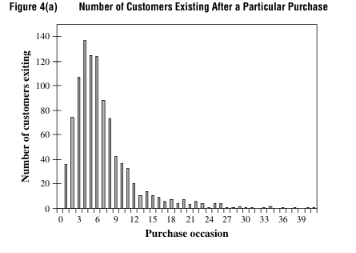 Figure 4(a) Number of Customers Existing After a Particular Purchase
140
120
100
80
60
40
20
0
Number of customers exiting
0 3 6 9 12 15 18 21 24 27 30 33 36 39
Purchase occasion